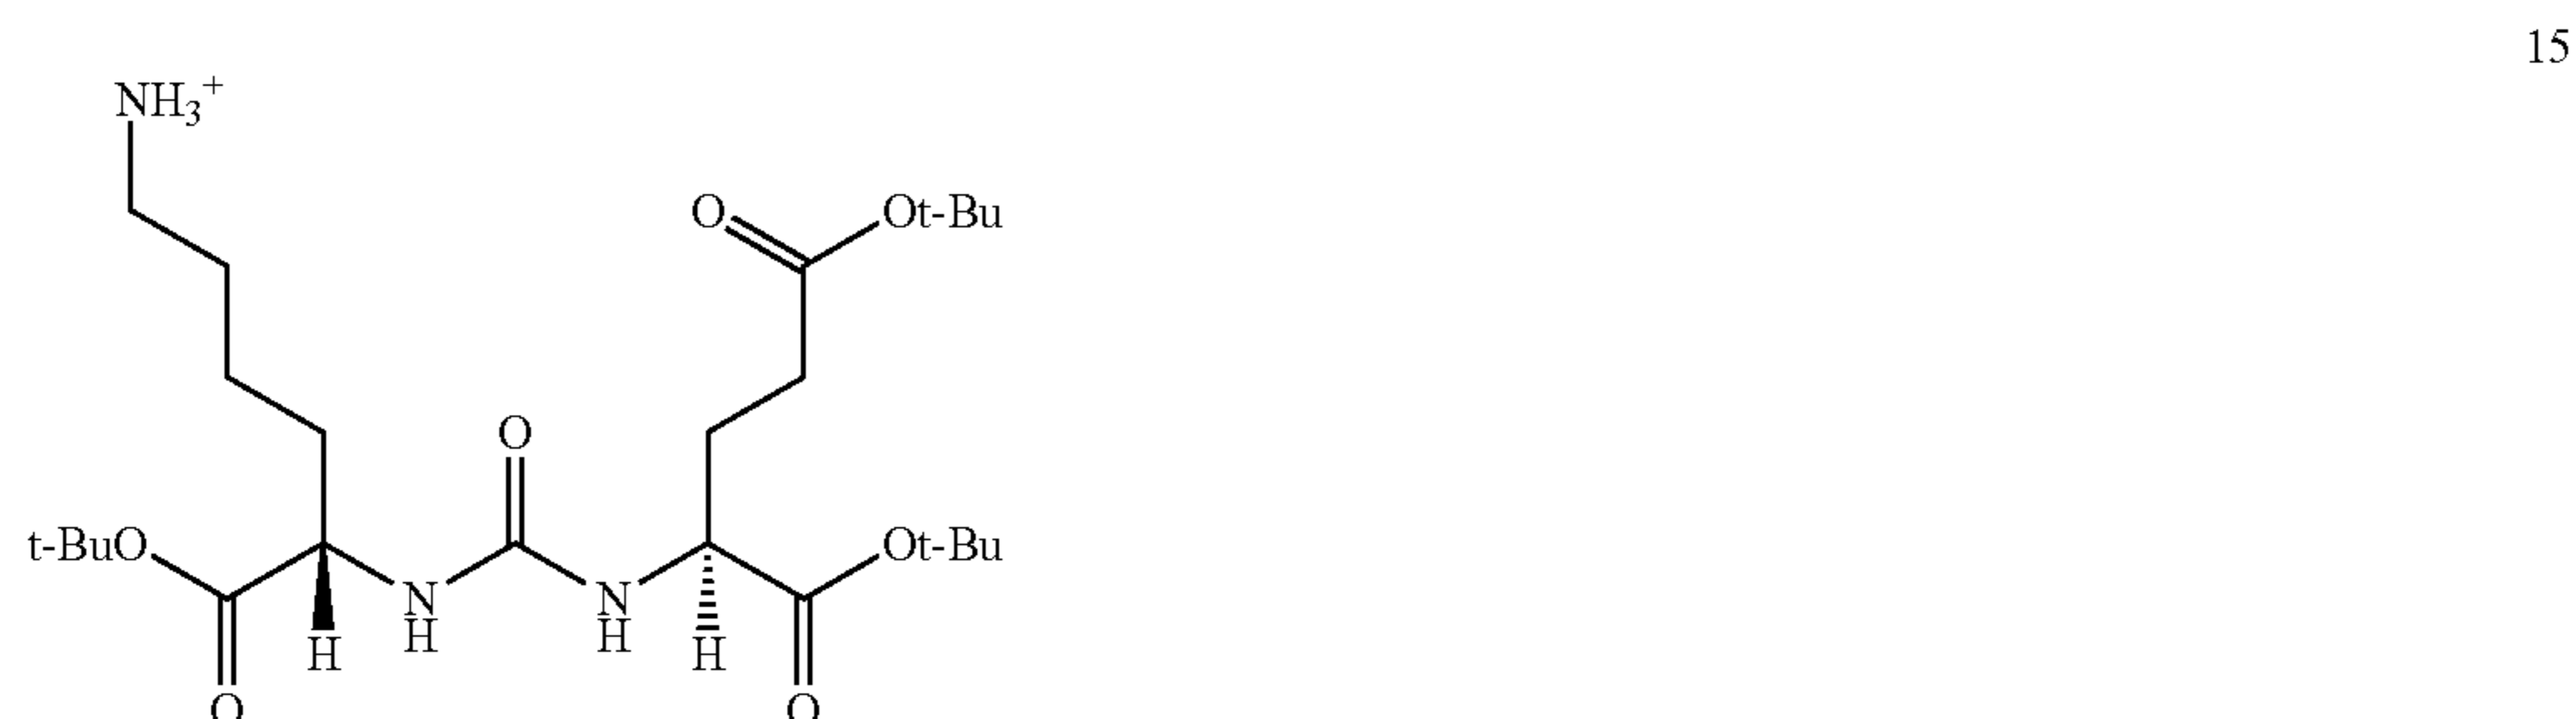 15
NH3+
O Ot-Bu
O
t-BuO N H N H Ot-Bu
H H
O O